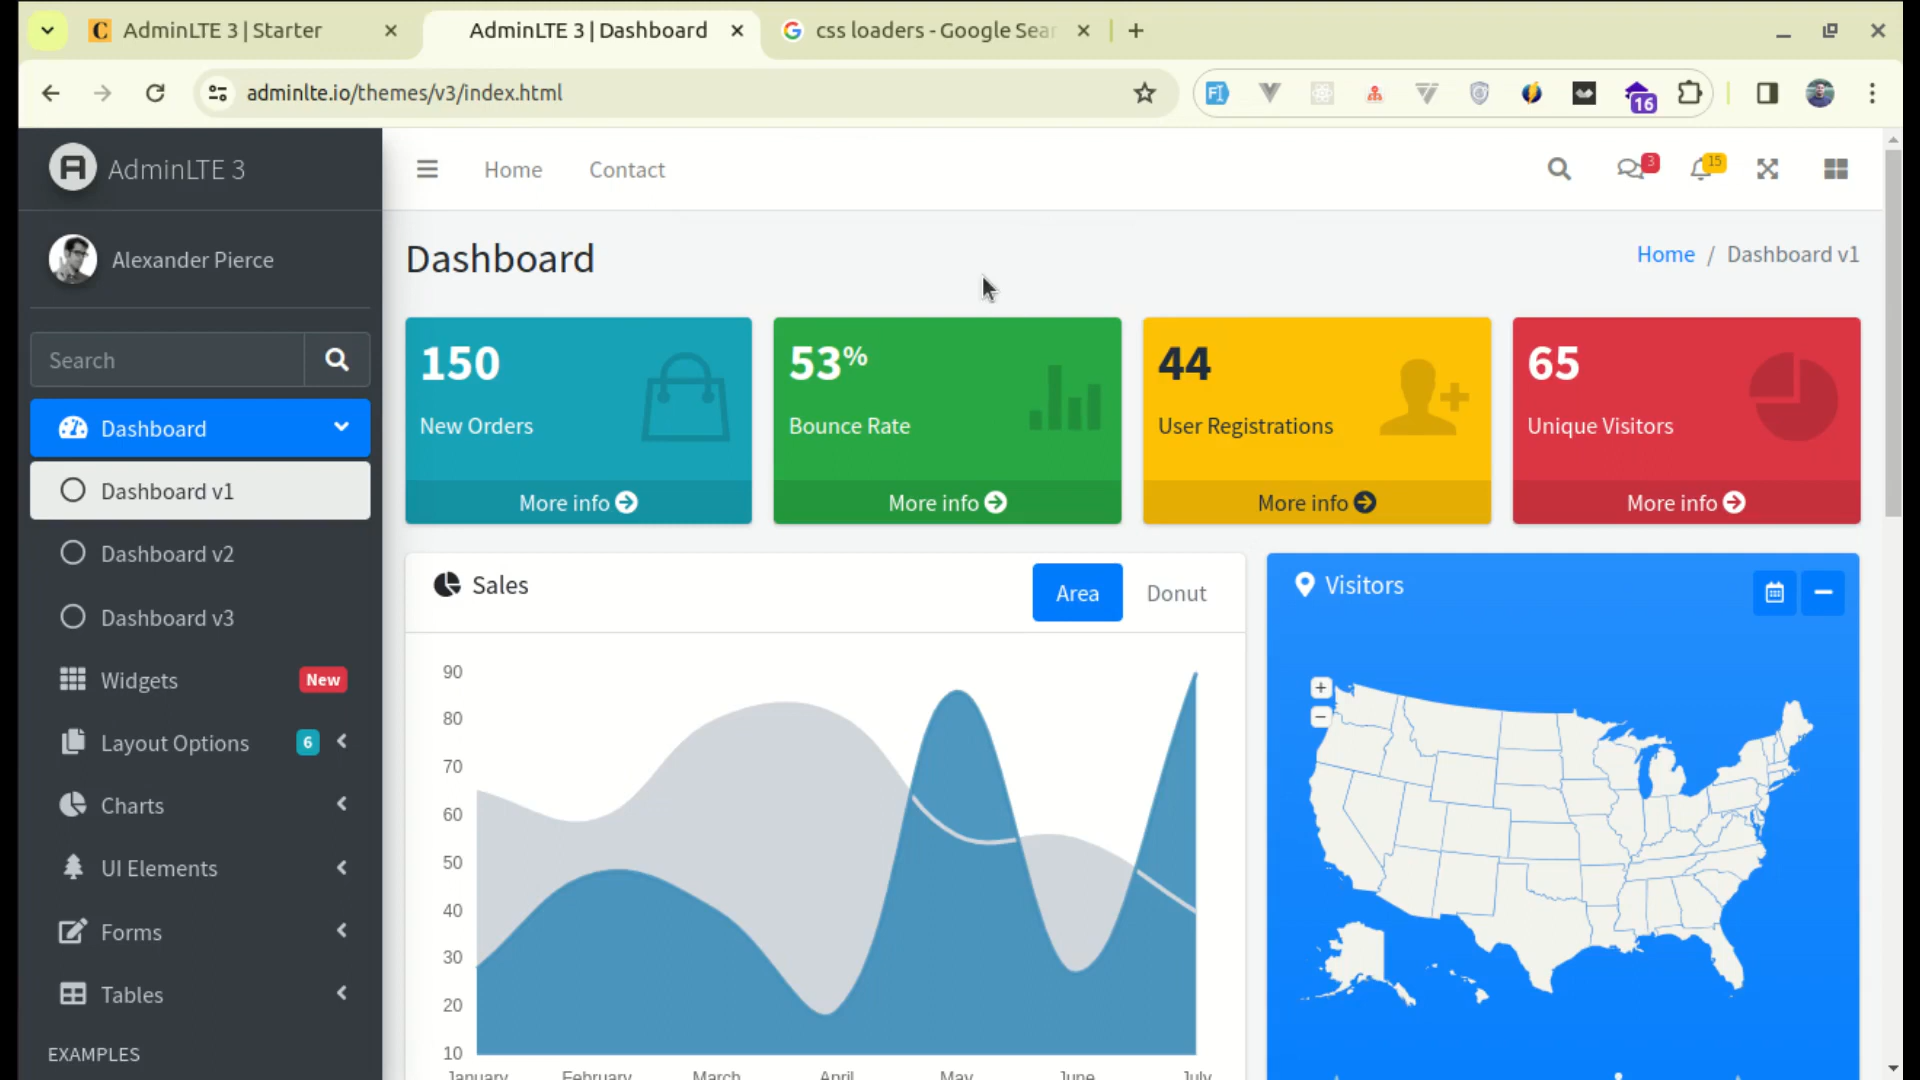 AdminLTE 3 | Starter
AdminLTE 3 | Dashboard
css loaders - Google Sear
adminlte.io/themes/v3/index.html
16
AdminLTE 3
Home
Contact
3
15
Alexander Pierce
Dashboard
Home / Dashboard v1
Search
Dashboard
Dashboard v1
Dashboard v2
Dashboard v3
Widgets
New
Layout Options
6
Charts
UI Elements
Forms
Tables
EXAMPLES
150
New Orders
More info
53%
Bounce Rate
More info
44
User Registrations
More info
65
Unique Visitors
More info
Sales
Area
Donut
90
80
70
60
50
40
30
20
10
January
February
March
April
May
June
July
Visitors
+
−